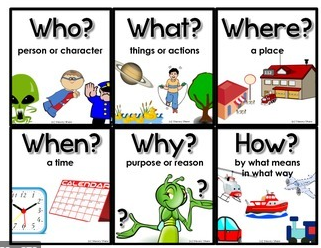 Who?
person or character
What?
things or actions
Where?
a place
When?
a time
CALENDAR
Why?
purpose or reason
? ?
How?
by what means
in what way